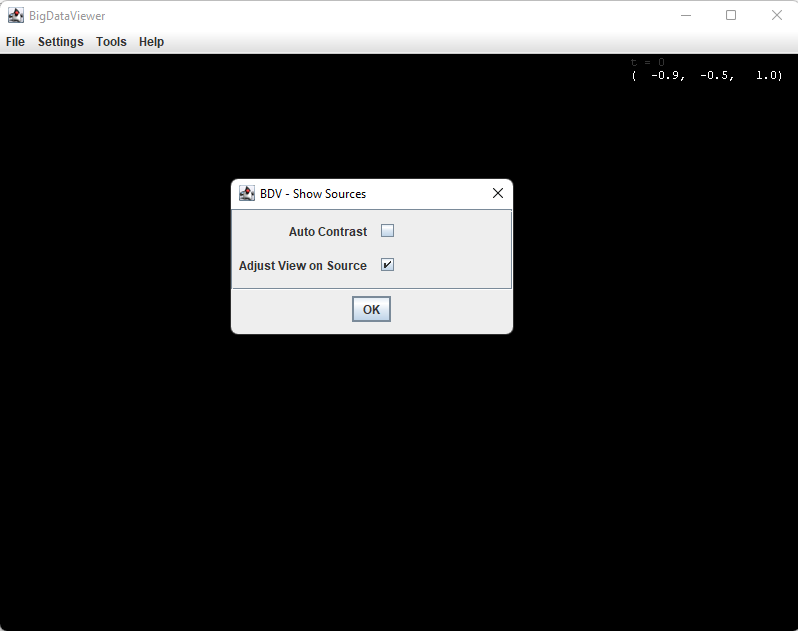 BigDataViewer
File Settings Tools Help
t = 0
( -0.9, -0.5, 1.0)
BDV - Show Sources
Auto Contrast
Adjust View on Source
OK